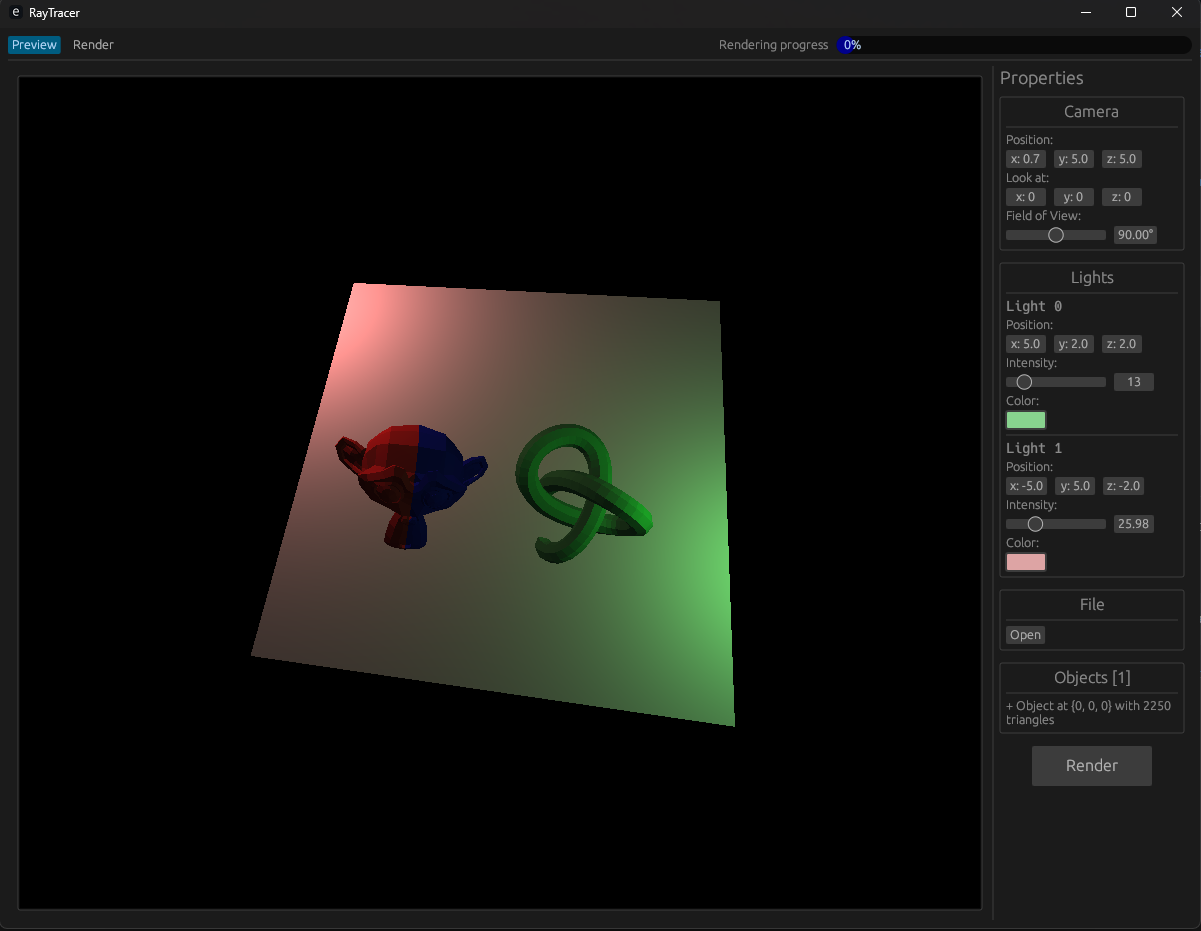 e RayTracer
Preview Render Rendering progress 0%
Properties
Camera
Position:
x: 0.7 y: 5.0 z: 5.0
Look at:
x: 0 y: 0 z: 0
Field of View:
90.00°
Lights
Light 0
Position:
x: 5.0 y: 2.0 z: 2.0
Intensity:
13
Color:
Light 1
Position:
x: -5.0 y: 5.0 z: -2.0
Intensity:
25.98
Color:
File
Open
Objects [1]
+ Object at {0, 0, 0} with 2250
triangles
Render